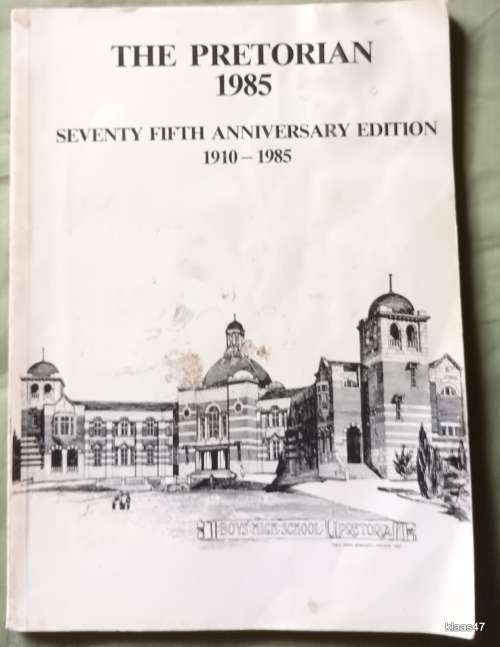 THE PRETORIAN
1985
SEVENTY FIFTH ANNIVERSARY EDITION
1910 – 1985
BOYS·HIGH·SCHOOL· PRETORIA
klaas47